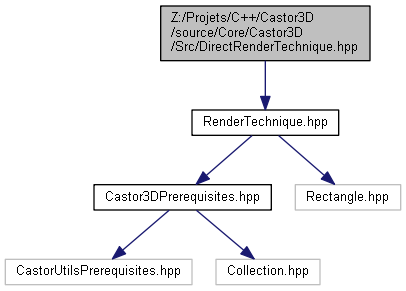 Z:/Projets/C++/Castor3D
/source/Core/Castor3D
/Src/DirectRenderTechnique.hpp
RenderTechnique.hpp
Castor3DPrerequisites.hpp
Rectangle.hpp
CastorUtilsPrerequisites.hpp
Collection.hpp